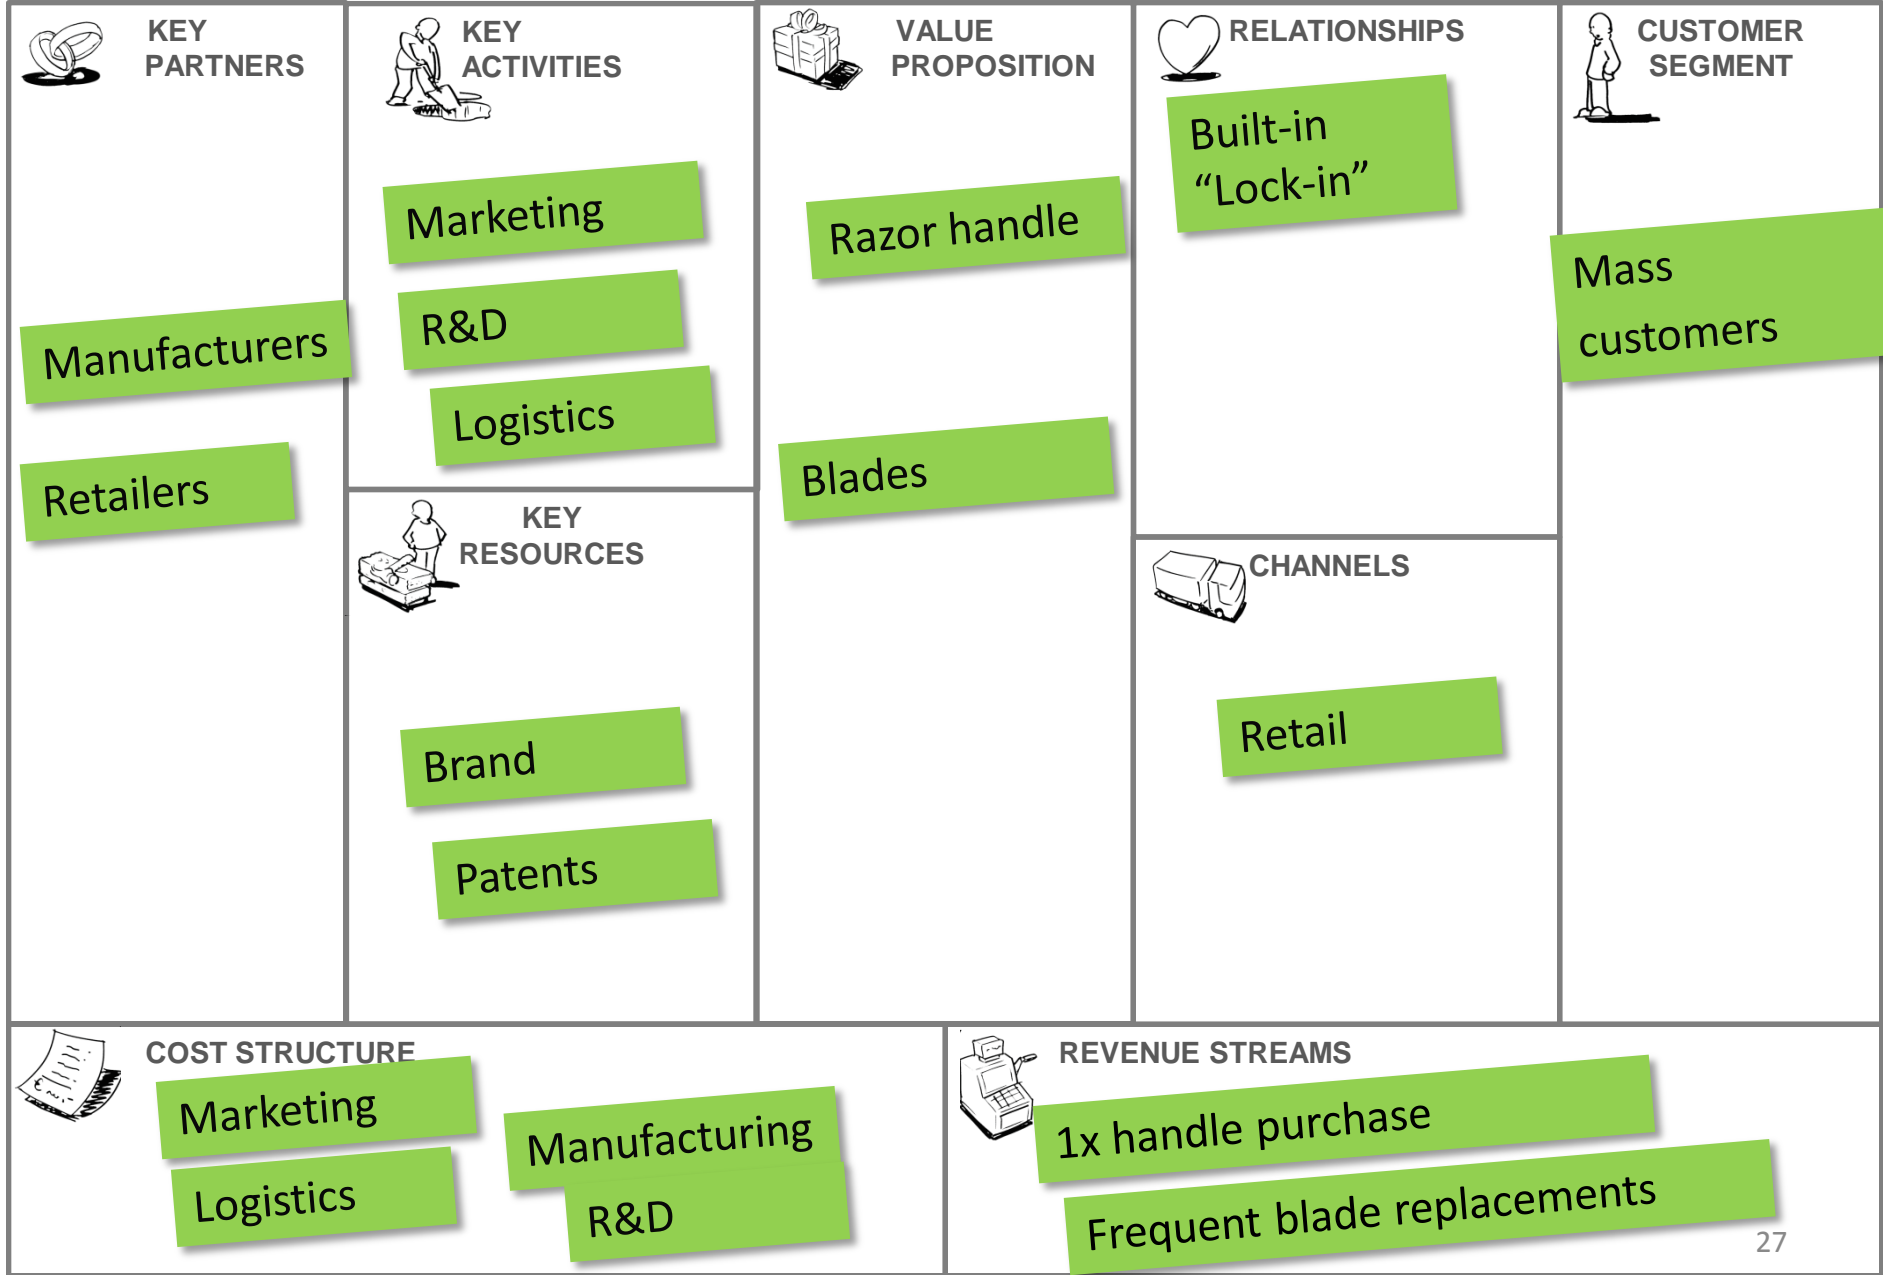 KEY
PARTNERS
Manufacturers
Retailers
KEY
ACTIVITIES
Marketing
R&D
Logistics
KEY
RESOURCES
Brand
Patents
VALUE
PROPOSITION
Razor handle
Blades
RELATIONSHIPS
Built-in
“Lock-in”
CHANNELS
Retail
CUSTOMER
SEGMENT
Mass
customers
COST STRUCTURE
Marketing
Logistics
Manufacturing
R&D
REVENUE STREAMS
1x handle purchase
Frequent blade replacements
27